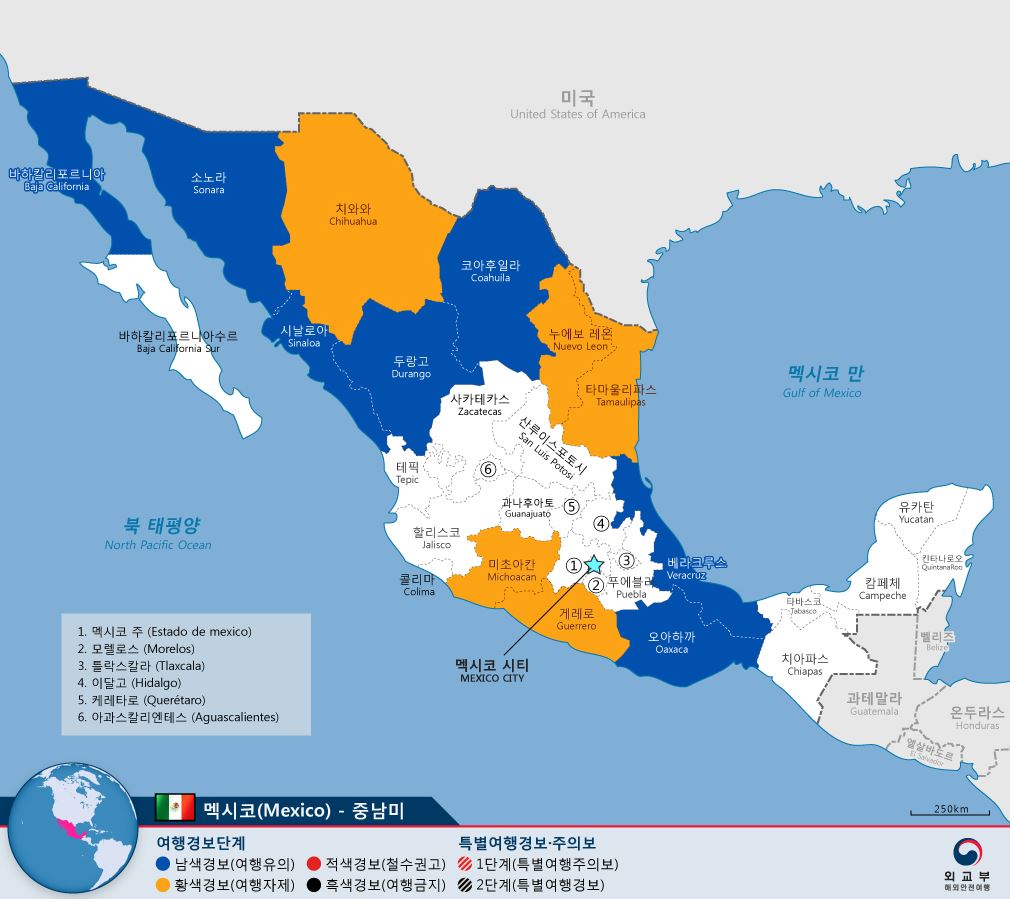 미국
United States of America
바하칼리포르니아
Baja California
소노라
Sonara
치와와
Chihuahua
코아후일라
Coahuila
바하칼리포르니아수르
Baja California Sur
시날로아
Sinaloa
두랑고
Durango
누에보 레온
Nuevo Leon
타마울리파스
Tamaulipas
멕시코 만
Gulf of Mexico
사카테카스
Zacatecas
산루이스포토시
San Luis Potosi
테픽
Tepic
⑥
과나후아토
Guanajuato
⑤
④
할리스코
Jalisco
북 태평양
North Pacific Ocean
콜리마
Colima
미초아칸
Michoacan
①
②
③
푸에블라
Puebla
베라크루스
Veracruz
게레로
Guerrero
오아하까
Oaxaca
멕시코 시티
MEXICO CITY
유카탄
Yucatan
킨타나로오
QuintanaRoo
캄페체
Campeche
타바스코
Tabasco
치아파스
Chiapas
벨리즈
Belize
과테말라
Guatemala
온두라스
Honduras
엘살바도르
El Salvador
1. 멕시코 주 (Estado de mexico)
2. 모렐로스 (Morelos)
3. 틀락스칼라 (Tlaxcala)
4. 이달고 (Hidalgo)
5. 케레타로 (Querétaro)
6. 아과스칼리엔테스 (Aguascalientes)
250km
멕시코(Mexico) - 중남미
여행경보단계
남색경보(여행유의)
적색경보(철수권고)
황색경보(여행자제)
흑색경보(여행금지)
특별여행경보·주의보
1단계(특별여행주의보)
2단계(특별여행경보)
외교부
해외안전여행